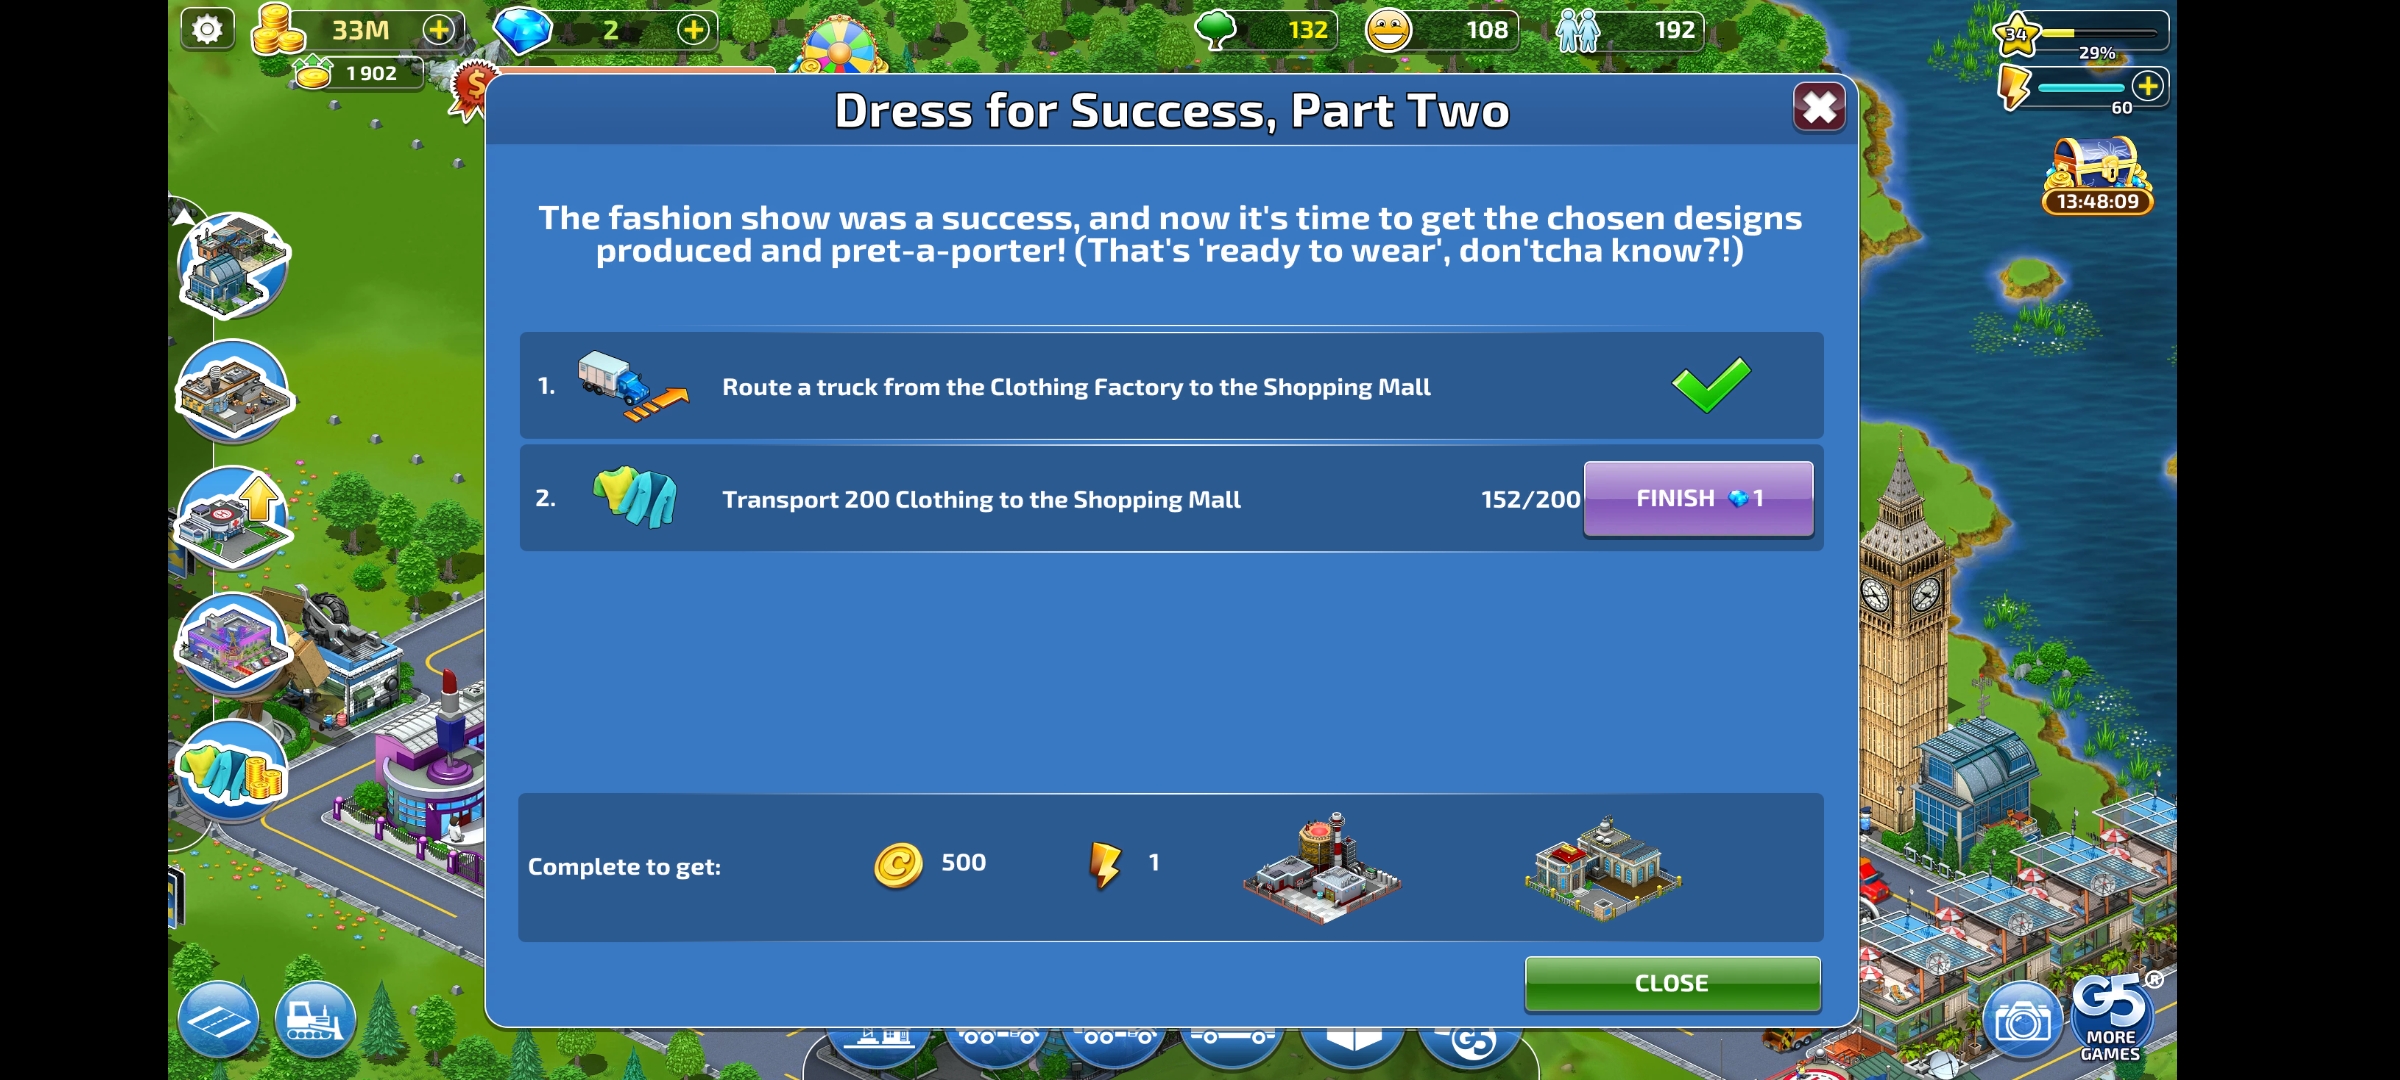 33M
2
132
108
192
34
29%
1 902
60
13:48:09
Dress for Success, Part Two
The fashion show was a success, and now it's time to get the chosen designs
produced and pret-a-porter! (That's 'ready to wear', don'tcha know?!)
1. Route a truck from the Clothing Factory to the Shopping Mall
2. Transport 200 Clothing to the Shopping Mall 152/200 FINISH 1
Complete to get: 500 1
CLOSE
G5
G5®
MORE
GAMES